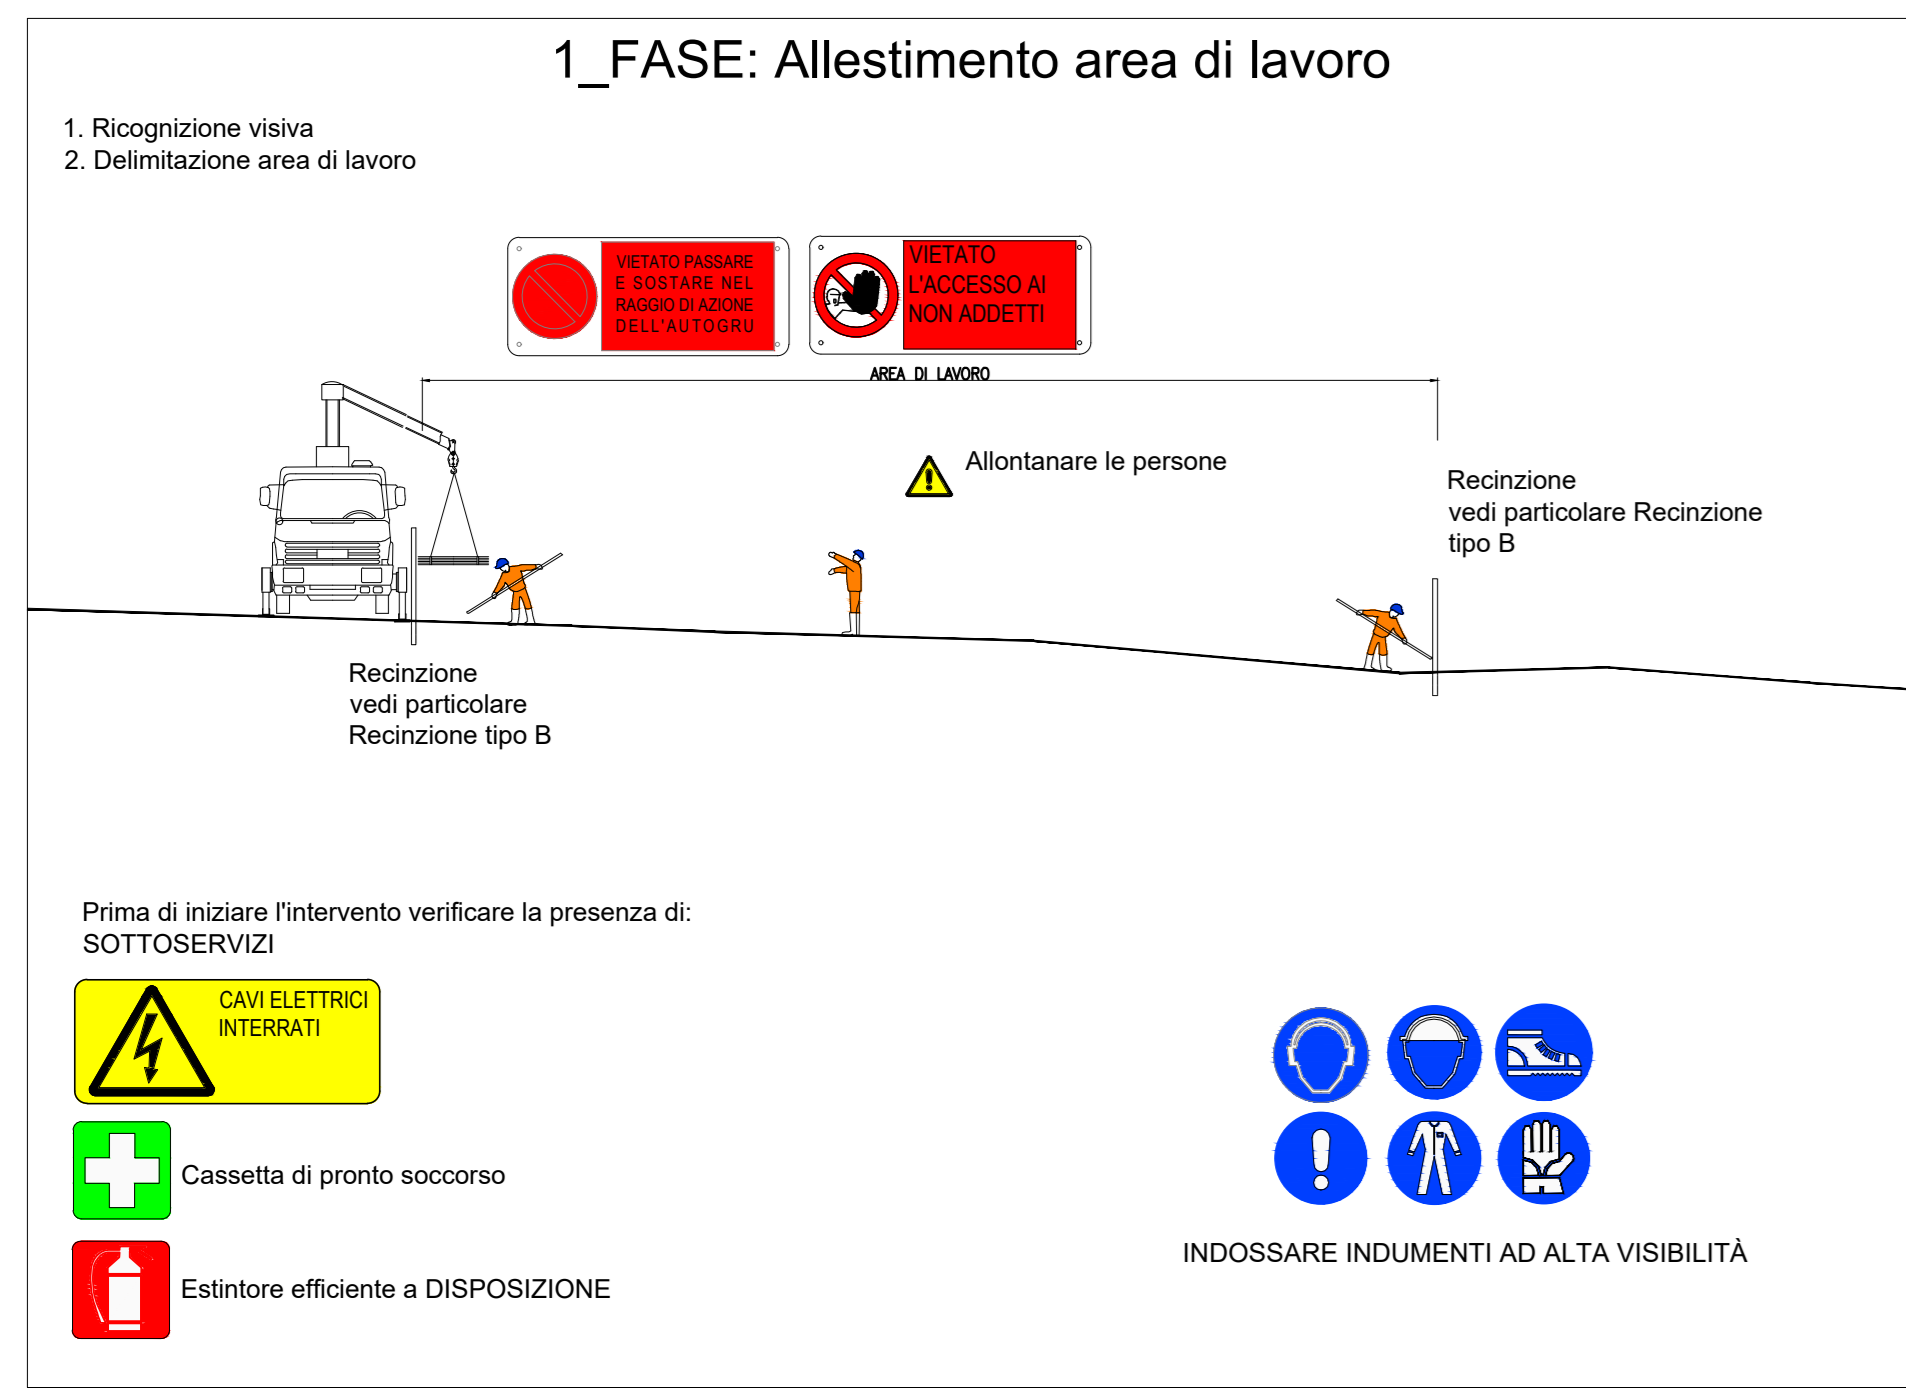 1_FASE: Allestimento area di lavoro
1. Ricognizione visiva
2. Delimitazione area di lavoro
VIETATO PASSARE
E SOSTARE NEL
RAGGIO DI AZIONE
DELL'AUTOGRU
VIETATO
L'ACCESSO AI
NON ADDETTI
AREA DI LAVORO
Allontanare le persone
Recinzione
vedi particolare Recinzione
tipo B
Recinzione
vedi particolare
Recinzione tipo B
Prima di iniziare l'intervento verificare la presenza di:
SOTTOSERVIZI
CAVI ELETTRICI
INTERRATI
Cassetta di pronto soccorso
Estintore efficiente a DISPOSIZIONE
INDOSSARE INDUMENTI AD ALTA VISIBILITÀ